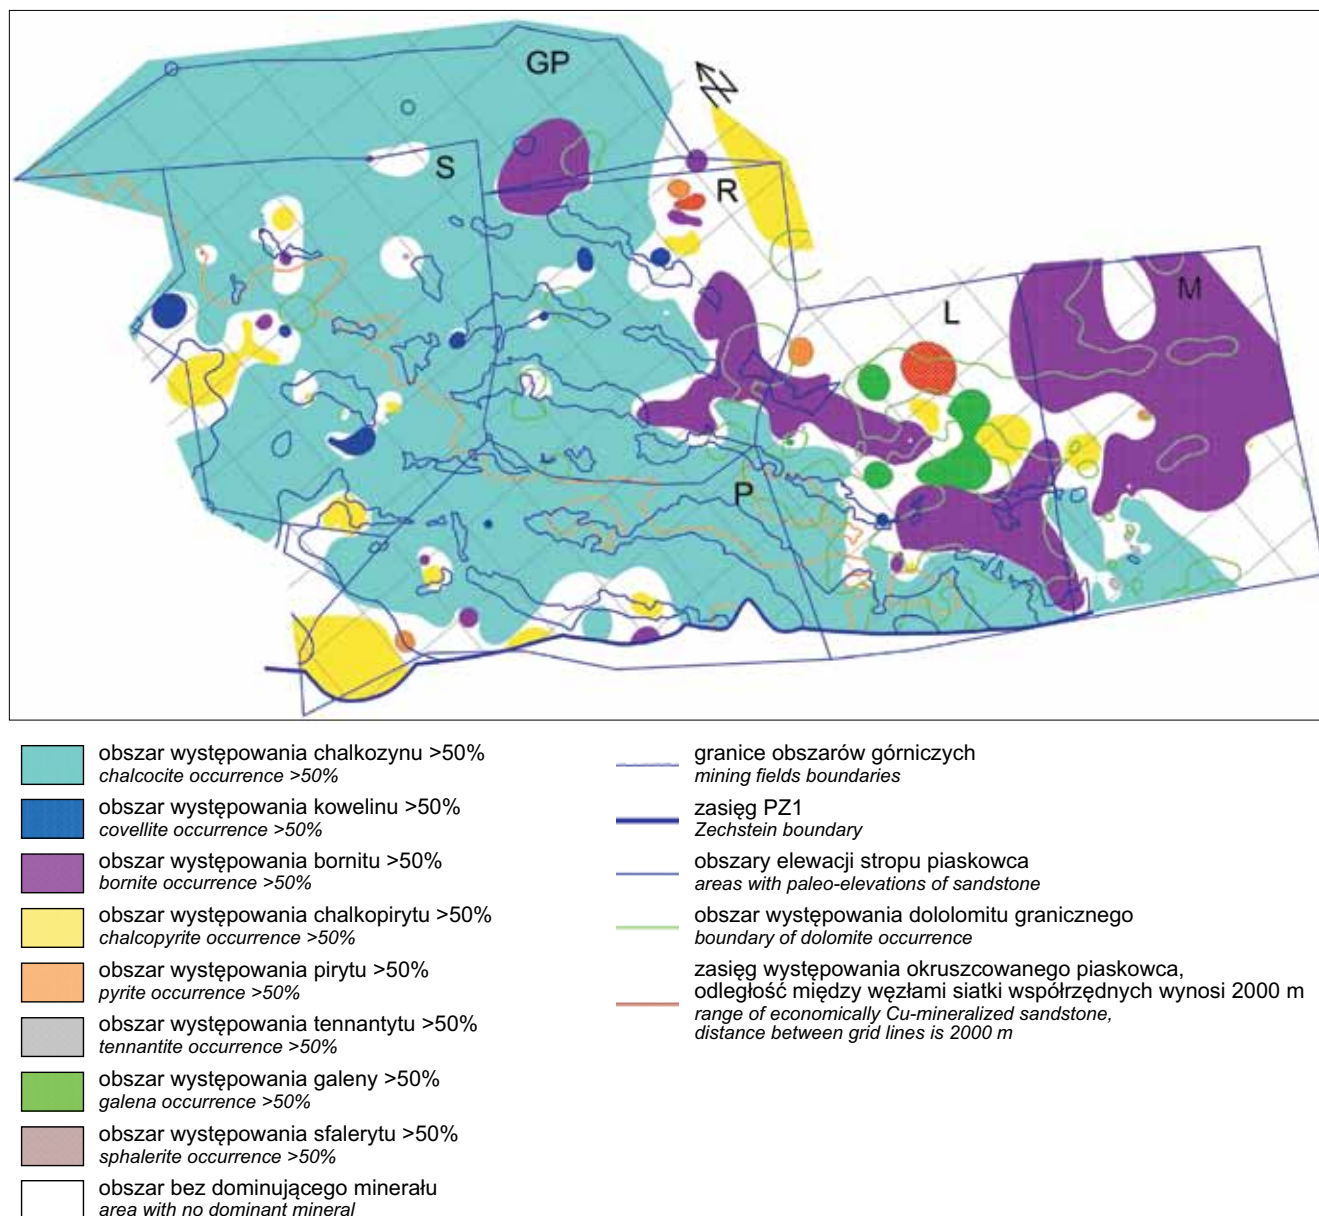 GP
N
S
R
L
M
P
obszar występowania chalkozynu >50%
chalcocite occurrence >50%
obszar występowania kowelinu >50%
covellite occurrence >50%
obszar występowania bornitu >50%
bornite occurrence >50%
obszar występowania chalkopirytu >50%
chalcopyrite occurrence >50%
obszar występowania pirytu >50%
pyrite occurrence >50%
obszar występowania tennantytu >50%
tennantite occurrence >50%
obszar występowania galeny >50%
galena occurrence >50%
obszar występowania sfalerytu >50%
sphalerite occurrence >50%
obszar bez dominującego minerału
area with no dominant mineral
granice obszarów górniczych
mining fields boundaries
zasięg PZ1
Zechstein boundary
obszary elewacji stropu piaskowca
areas with paleo-elevations of sandstone
obszar występowania dololomitu granicznego
boundary of dolomite occurrence
zasięg występowania okruszcowanego piaskowca,
odległość między węzłami siatki współrzędnych wynosi 2000 m
range of economically Cu-mineralized sandstone,
distance between grid lines is 2000 m